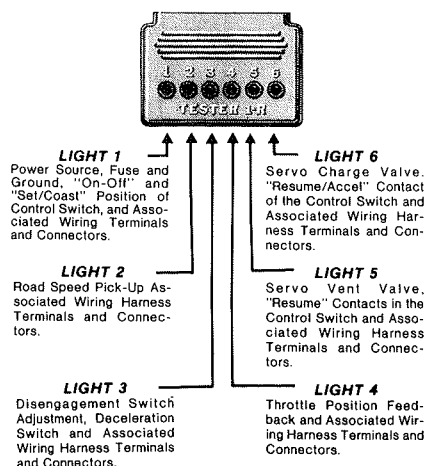 1 2 3 4 5 6
TESTER 1-R
LIGHT 1
Power Source, Fuse and
Ground, "On-Off" and
"Set/Coast" Position of
Control Switch, and Asso-
ciated Wiring Terminals
and Connectors.
LIGHT 2
Road Speed Pick-Up As-
sociated Wiring Harness
Terminals and Connec-
tors.
LIGHT 3
Disengagement Switch
Adjustment, Deceleration
Switch and Associated
Wiring Harness Terminals
and Connectors.
LIGHT 6
Servo Charge Valve.
"Resume/Accel" Contact
of the Control Switch and
Associated Wiring Har-
ness Terminals and Con-
nectors.
LIGHT 5
Servo Vent Valve,
"Resume" Contacts in the
Control Switch and Asso-
ciated Wiring Harness
Terminals and Connec-
tors.
LIGHT 4
Throttle Position Feed-
back and Associated Wir-
ing Harness Terminals and
Connectors.